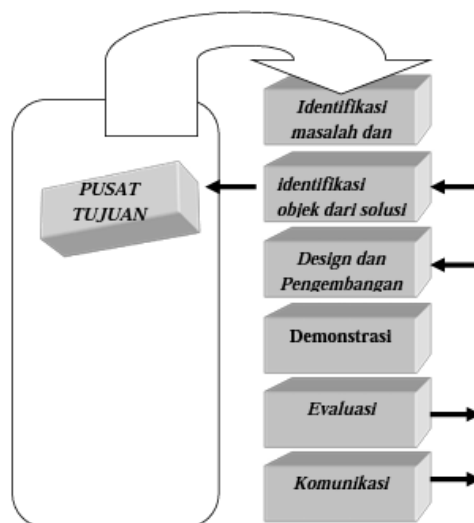 Identifikasi
masalah dan
PUSAT
TUJUAN
identifikasi
objek dari solusi
Design dan
Pengembangan
Demonstrasi
Evaluasi
Komunikasi